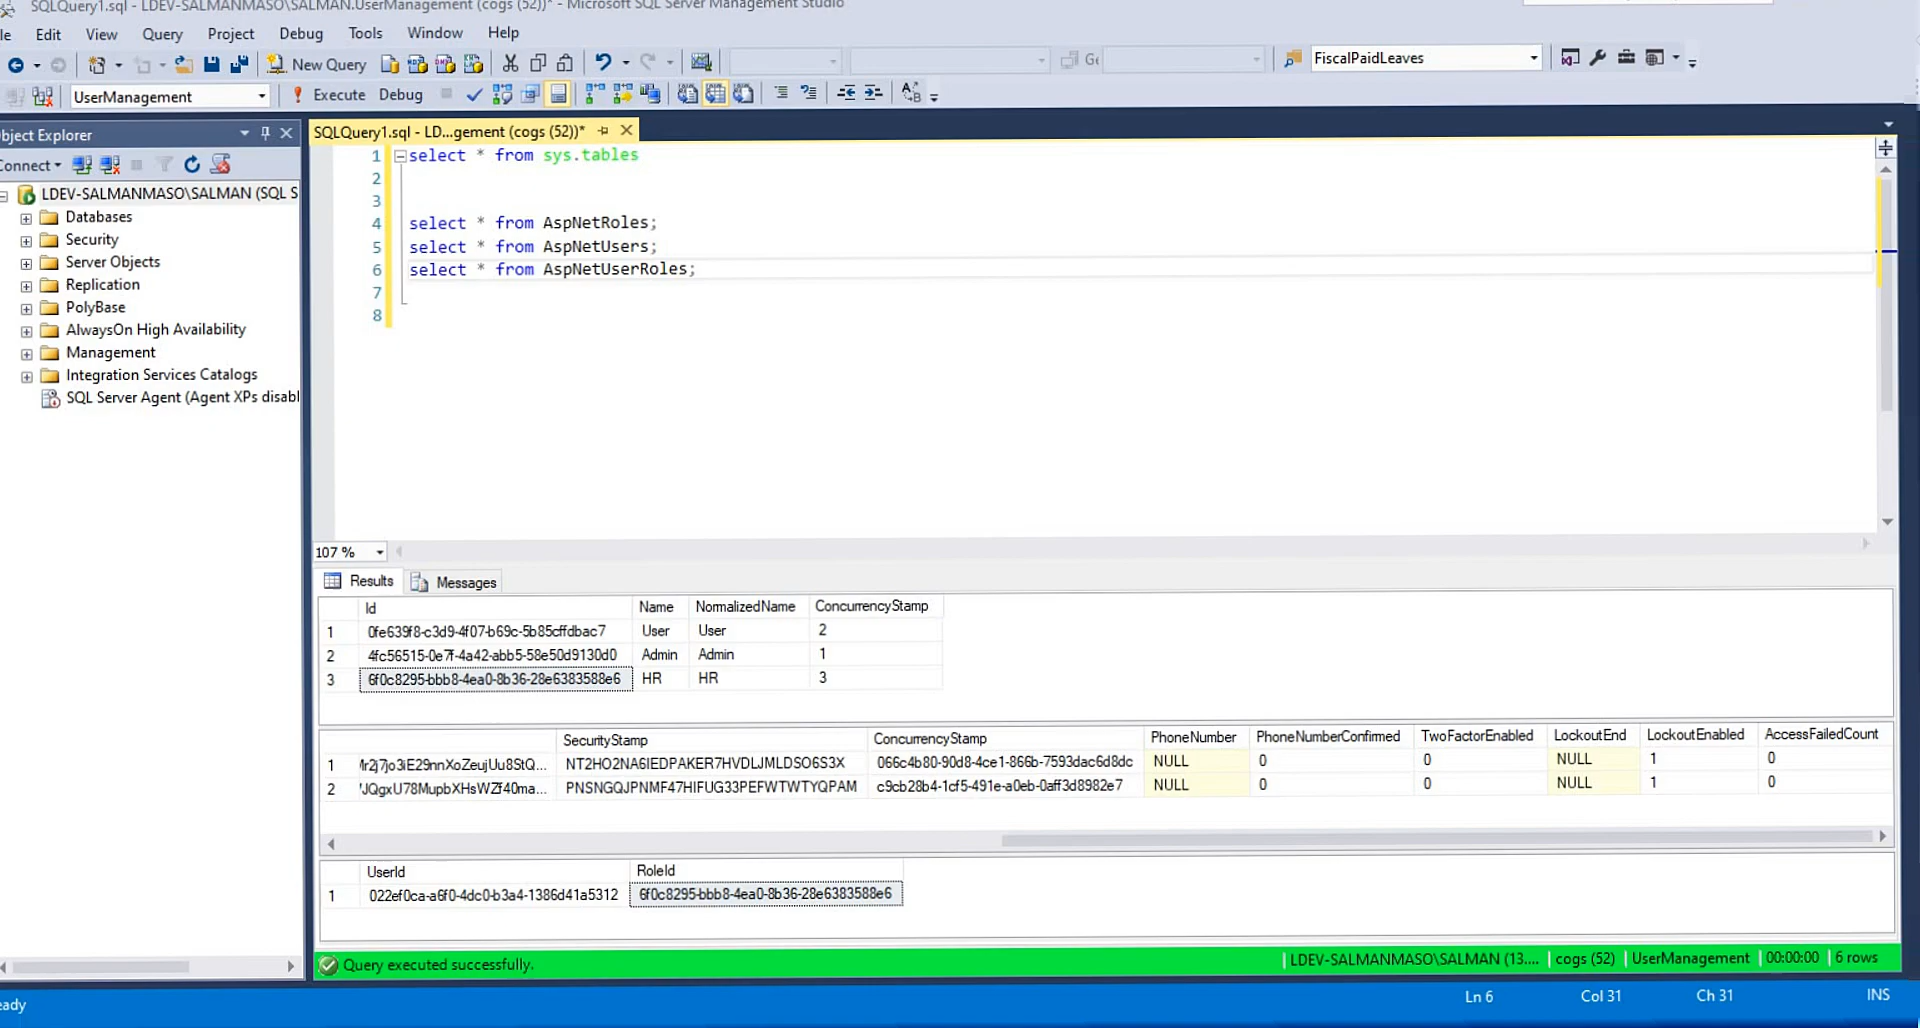 SQLQuery1.sql - LDEV-SALMANMASO\SALMAN.UserManagement (cogs (52))* - Microsoft SQL Server Management Studio
le Edit View Query Project Debug Tools Window Help
New Query Ge FiscalPaidLeaves
UserManagement Execute Debug
bject Explorer
SQLQuery1.sql - LD...gement (cogs (52))*
onnect
LDEV-SALMANMASO\SALMAN (SQL S
Databases
Security
Server Objects
Replication
PolyBase
AlwaysOn High Availability
Management
Integration Services Catalogs
SQL Server Agent (Agent XPs disabl
1 select * from sys.tables
2
3
4 select * from AspNetRoles;
5 select * from AspNetUsers;
6 select * from AspNetUserRoles;
7
8
107 %
Results Messages
Id Name NormalizedName ConcurrencyStamp
1 0fe639f8-c3d9-4f07-b69c-5b85cffdbac7 User User 2
2 4fc56515-0e7f-4a42-abb5-58e50d9130d0 Admin Admin 1
3 6f0c8295-bbb8-4ea0-8b36-28e6383588e6 HR HR 3
SecurityStamp ConcurrencyStamp PhoneNumber PhoneNumberConfirmed TwoFactorEnabled LockoutEnd LockoutEnabled AccessFailedCount
1 r2j7jo3iE29nnXoZeujUu8StQ... NT2HO2NA6IEDPAKER7HVDLJMLDSO6S3X 066c4b80-90d8-4ce1-866b-7593dac6d8dc NULL 0 0 NULL 1 0
2 JQgxU78MupbXHsWZf40ma... PNSNGQJPNMF47HIFUG33PEFWTWTYQPAM c9cb28b4-1cf5-491e-a0eb-0aff3d8982e7 NULL 0 0 NULL 1 0
UserId RoleId
1 022ef0ca-a6f0-4dc0-b3a4-1386d41a5312 6f0c8295-bbb8-4ea0-8b36-28e6383588e6
Query executed successfully. LDEV-SALMANMASO\SALMAN (13.... cogs (52) UserManagement 00:00:00 6 rows
eady Ln 6 Col 31 Ch 31 INS